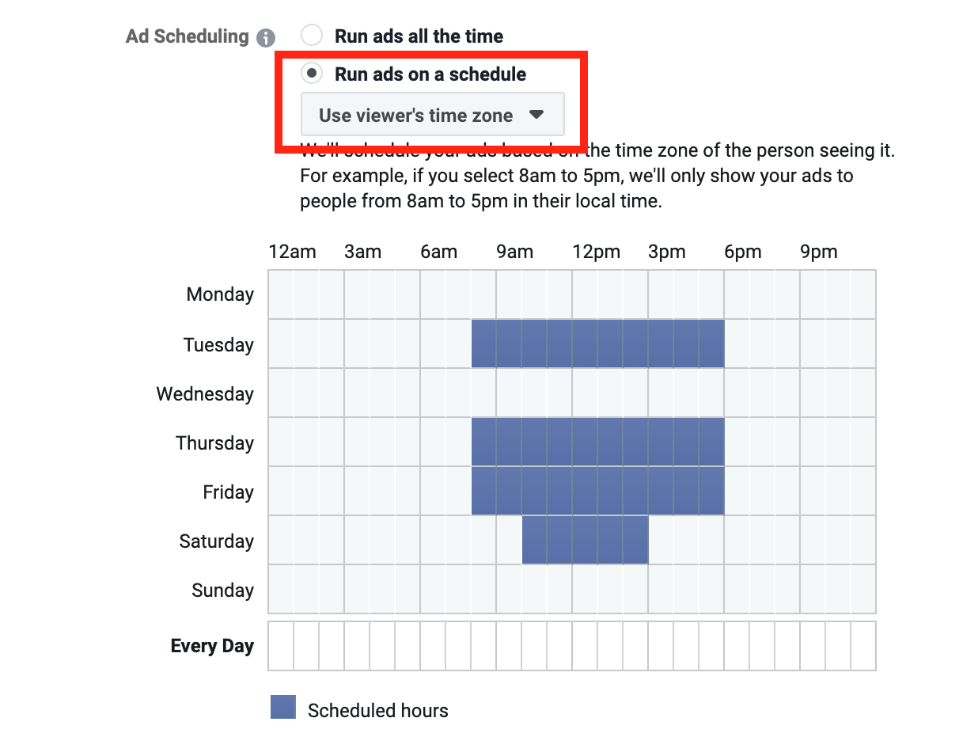 Ad Scheduling
Run ads all the time
Run ads on a schedule
Use viewer's time zone
We'll schedule your ads based on the time zone of the person seeing it.
For example, if you select 8am to 5pm, we'll only show your ads to
people from 8am to 5pm in their local time.
12am 3am 6am 9am 12pm 3pm 6pm 9pm
Monday
Tuesday
Wednesday
Thursday
Friday
Saturday
Sunday
Every Day
Scheduled hours